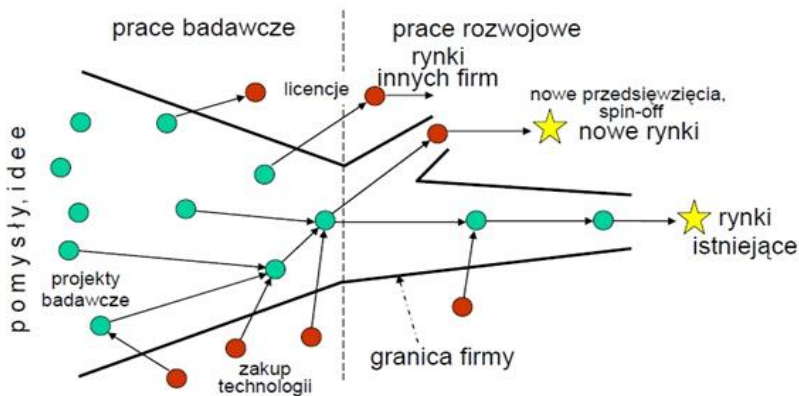 prace badawcze
prace rozwojowe
rynki
innych firm
licencje
nowe przedsięwzięcia,
spin-off
nowe rynki
pomysły, idee
rynki
istniejące
projekty
badawcze
granica firmy
zakup
technologii